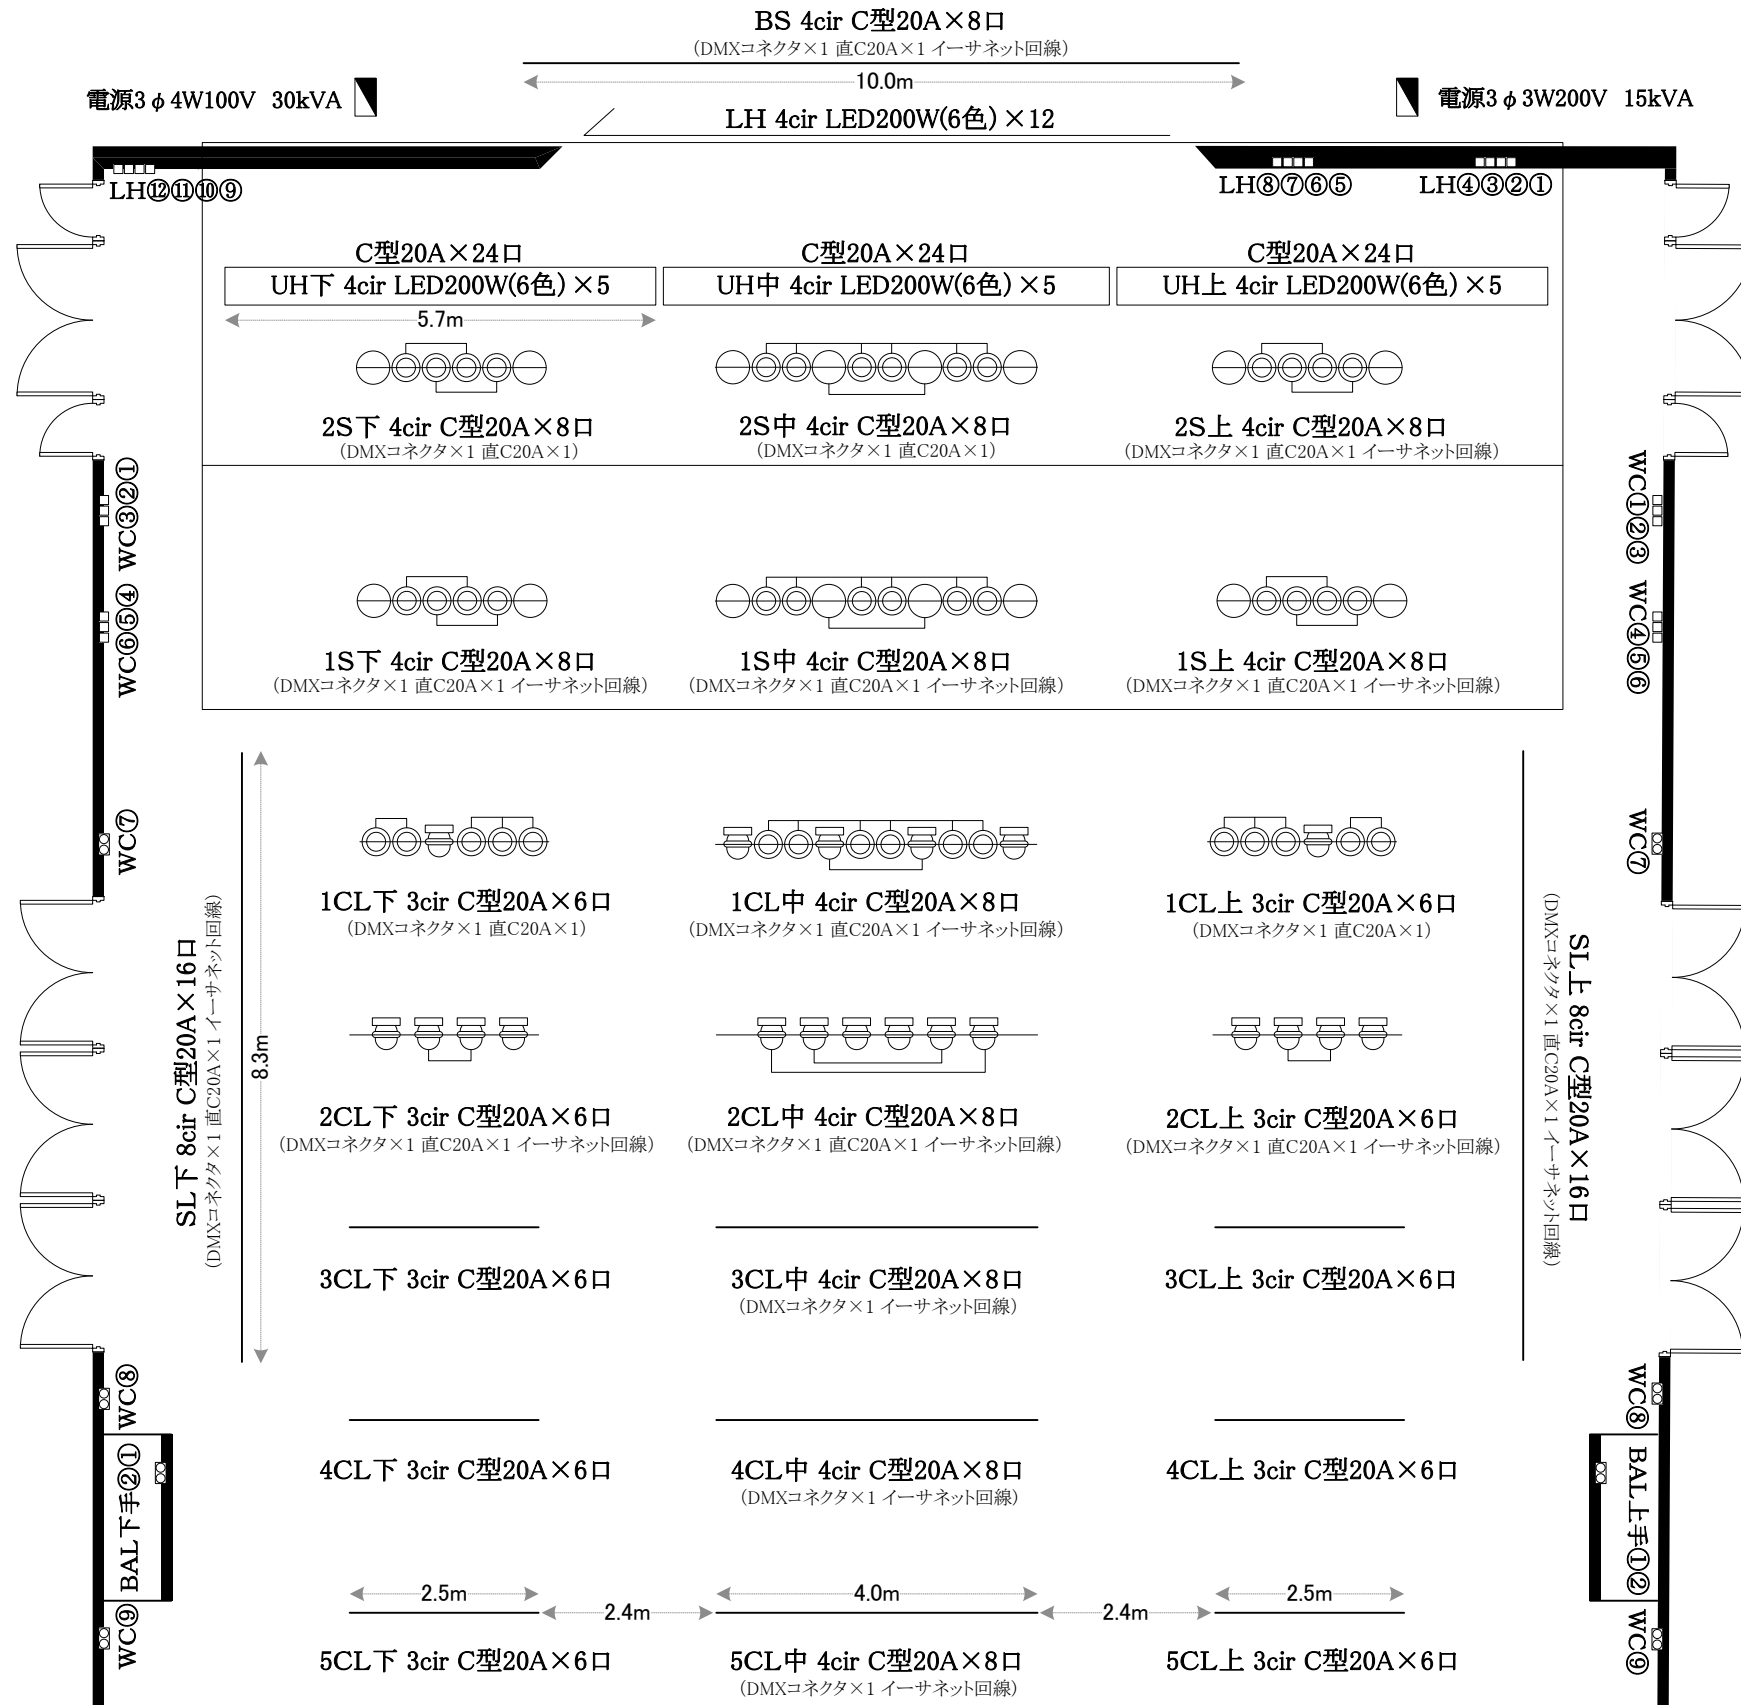 BS 4cir C型20A×8口
(DMXコネクタ×1 直C20A×1 イーサネット回線)
10.0m
電源3φ4W100V 30kVA
電源3φ3W200V 15kVA
LH 4cir LED200W(6色)×12
LH⑫⑪⑩⑨
LH⑧⑦⑥⑤
LH④③②①
C型20A×24口
C型20A×24口
C型20A×24口
UH下 4cir LED200W(6色)×5
UH中 4cir LED200W(6色)×5
UH上 4cir LED200W(6色)×5
5.7m
2S下 4cir C型20A×8口
(DMXコネクタ×1 直C20A×1)
2S中 4cir C型20A×8口
(DMXコネクタ×1 直C20A×1)
2S上 4cir C型20A×8口
(DMXコネクタ×1 直C20A×1 イーサネット回線)
WC③②①
WC①②③
WC⑥⑤④
WC④⑤⑥
1S下 4cir C型20A×8口
(DMXコネクタ×1 直C20A×1 イーサネット回線)
1S中 4cir C型20A×8口
(DMXコネクタ×1 直C20A×1 イーサネット回線)
1S上 4cir C型20A×8口
(DMXコネクタ×1 直C20A×1 イーサネット回線)
WC⑦
WC⑦
1CL下 3cir C型20A×6口
(DMXコネクタ×1 直C20A×1)
1CL中 4cir C型20A×8口
(DMXコネクタ×1 直C20A×1 イーサネット回線)
1CL上 3cir C型20A×6口
(DMXコネクタ×1 直C20A×1)
SL下 8cir C型20A×16口
(DMXコネクタ×1 直C20A×1 イーサネット回線)
8.3m
SL上 8cir C型20A×16口
(DMXコネクタ×1 直C20A×1 イーサネット回線)
2CL下 3cir C型20A×6口
(DMXコネクタ×1 直C20A×1 イーサネット回線)
2CL中 4cir C型20A×8口
(DMXコネクタ×1 直C20A×1 イーサネット回線)
2CL上 3cir C型20A×6口
(DMXコネクタ×1 直C20A×1 イーサネット回線)
3CL下 3cir C型20A×6口
3CL中 4cir C型20A×8口
(DMXコネクタ×1 イーサネット回線)
3CL上 3cir C型20A×6口
WC⑧
WC⑧
4CL下 3cir C型20A×6口
4CL中 4cir C型20A×8口
(DMXコネクタ×1 イーサネット回線)
4CL上 3cir C型20A×6口
BAL下手②①
BAL上手①②
2.5m
2.4m
4.0m
2.4m
2.5m
WC⑨
WC⑨
5CL下 3cir C型20A×6口
5CL中 4cir C型20A×8口
(DMXコネクタ×1 イーサネット回線)
5CL上 3cir C型20A×6口